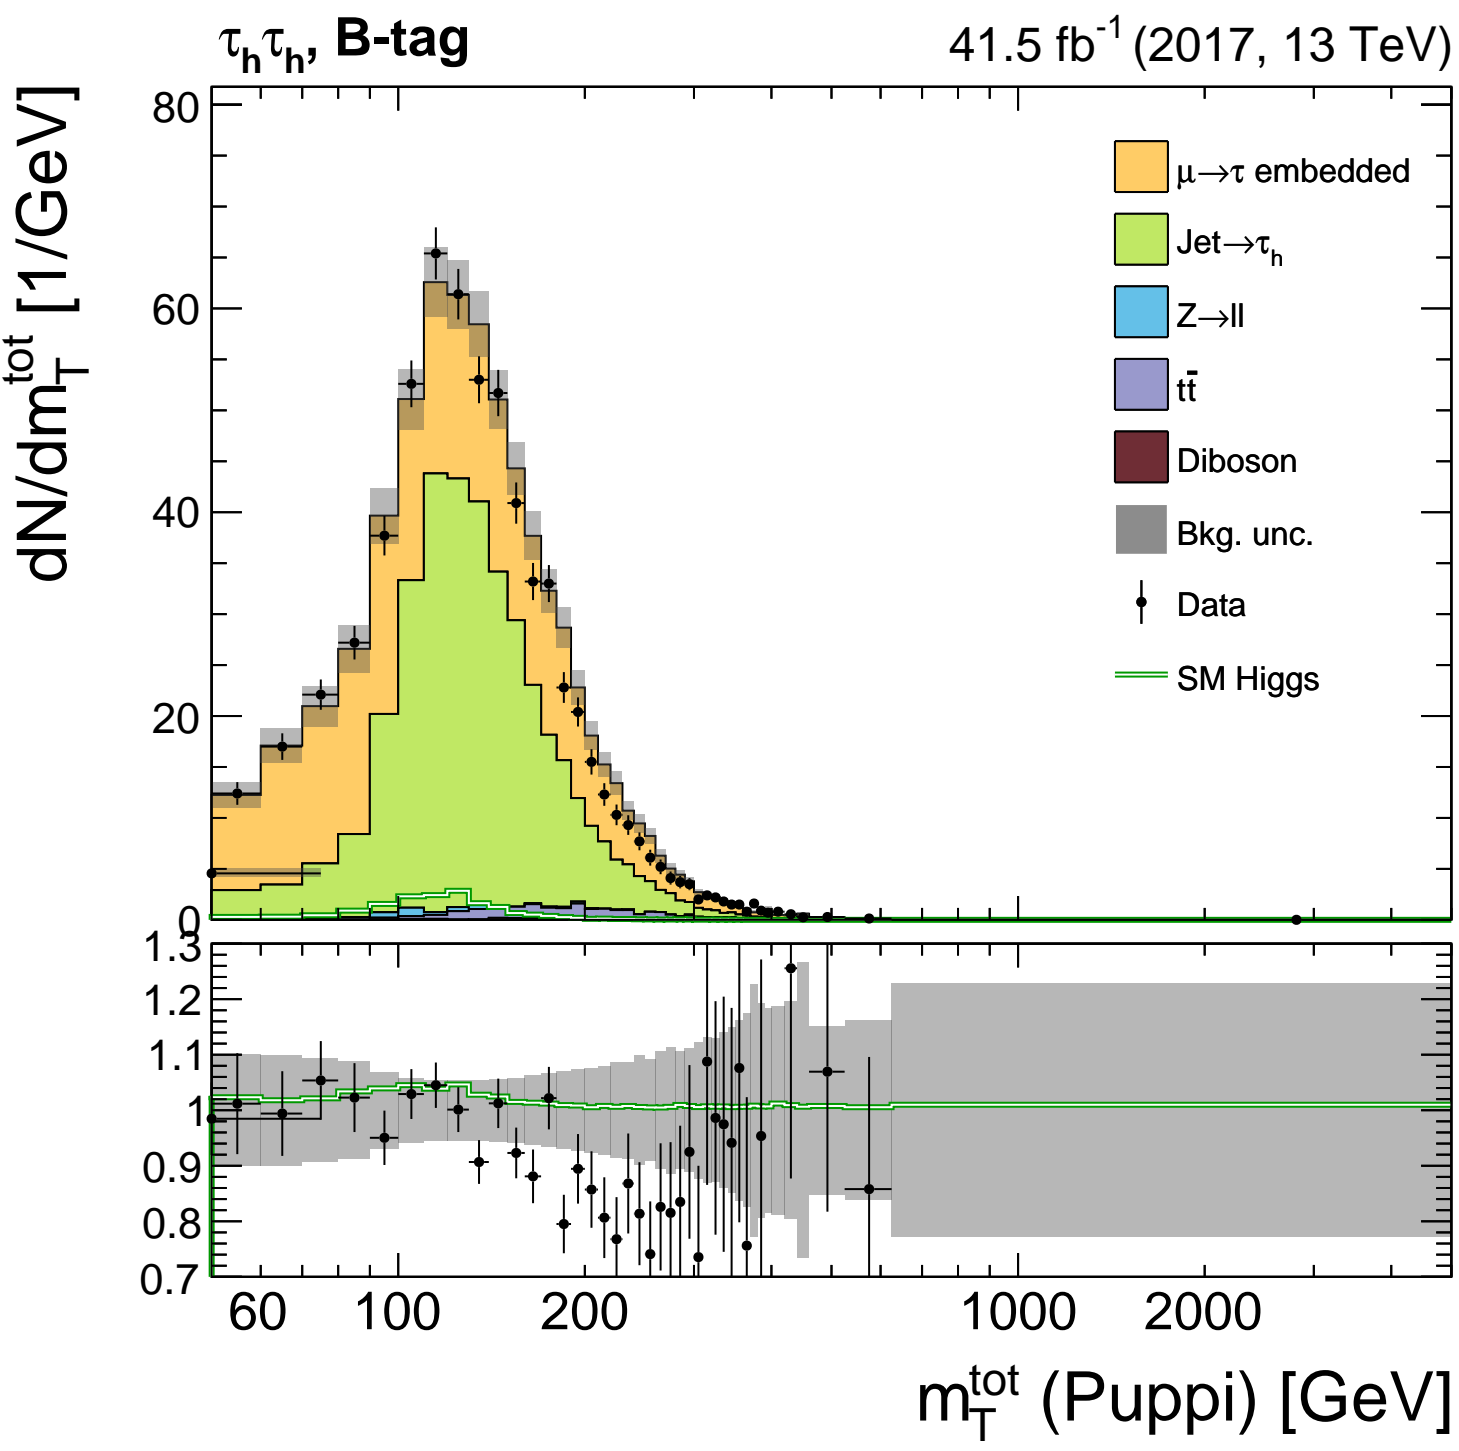 τhτh, B-tag
41.5 fb-1 (2017, 13 TeV)
dN/dmTtot [1/GeV]
80
60
40
20
0
μ→τ embedded
Jet→τh
Z→ll
tt̄
Diboson
Bkg. unc.
Data
SM Higgs
1.3
1.2
1.1
1
0.9
0.8
0.7
60 100 200 1000 2000
mTtot (Puppi) [GeV]